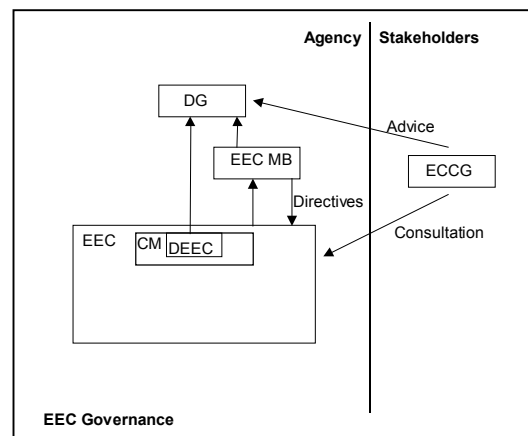 Agency Stakeholders
DG
Advice
EEC MB
ECCG
Directives
Consultation
EEC
CM
DEEC
EEC Governance